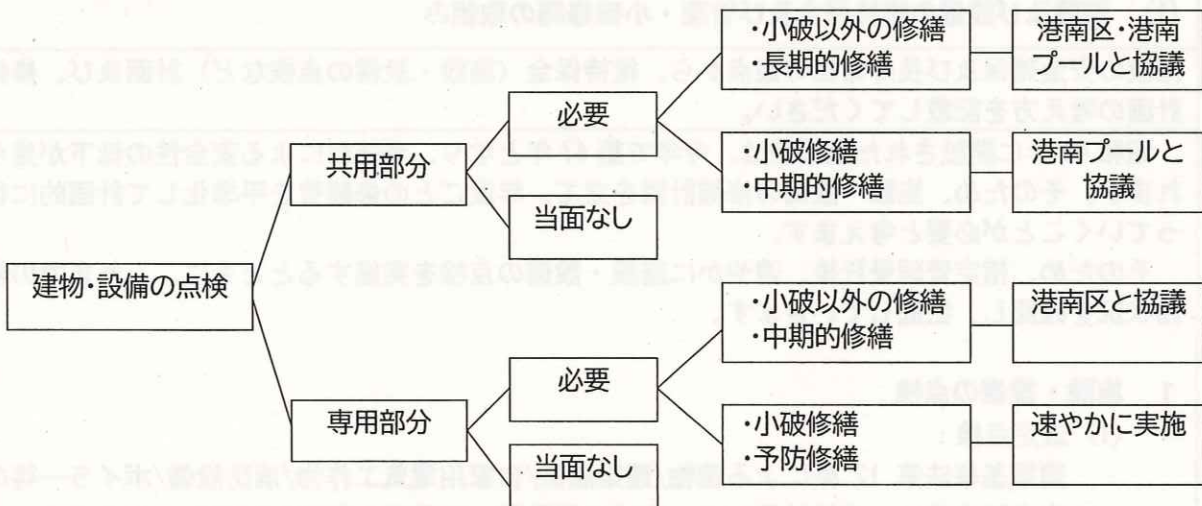 ・小破以外の修繕
・長期的修繕
港南区・港南
プールと協議
必要
共用部分
・小破修繕
・中期的修繕
港南プールと
協議
当面なし
建物・設備の点検
・小破以外の修繕
・中期的修繕
港南区と協議
必要
専用部分
・小破修繕
・予防修繕
速やかに実施
当面なし